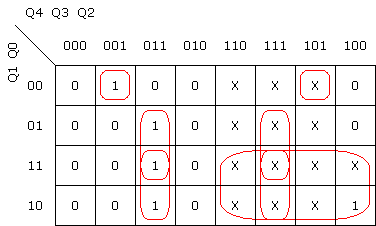 Q4 Q3 Q2
Q1 Q0
000 001 011 010 110 111 101 100
00 0 1 0 0 X X X 0
01 0 0 1 0 X X X 0
11 0 0 1 0 X X X X
10 0 0 1 0 X X X 1